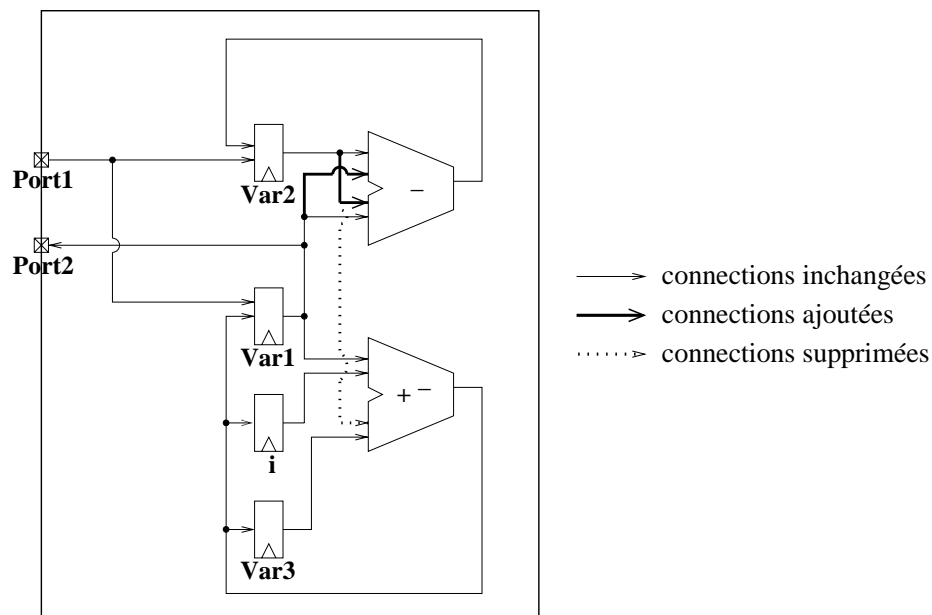 Port1
Var2
−
Port2
connections inchangées
connections ajoutées
connections supprimées
Var1
+ −
i
Var3